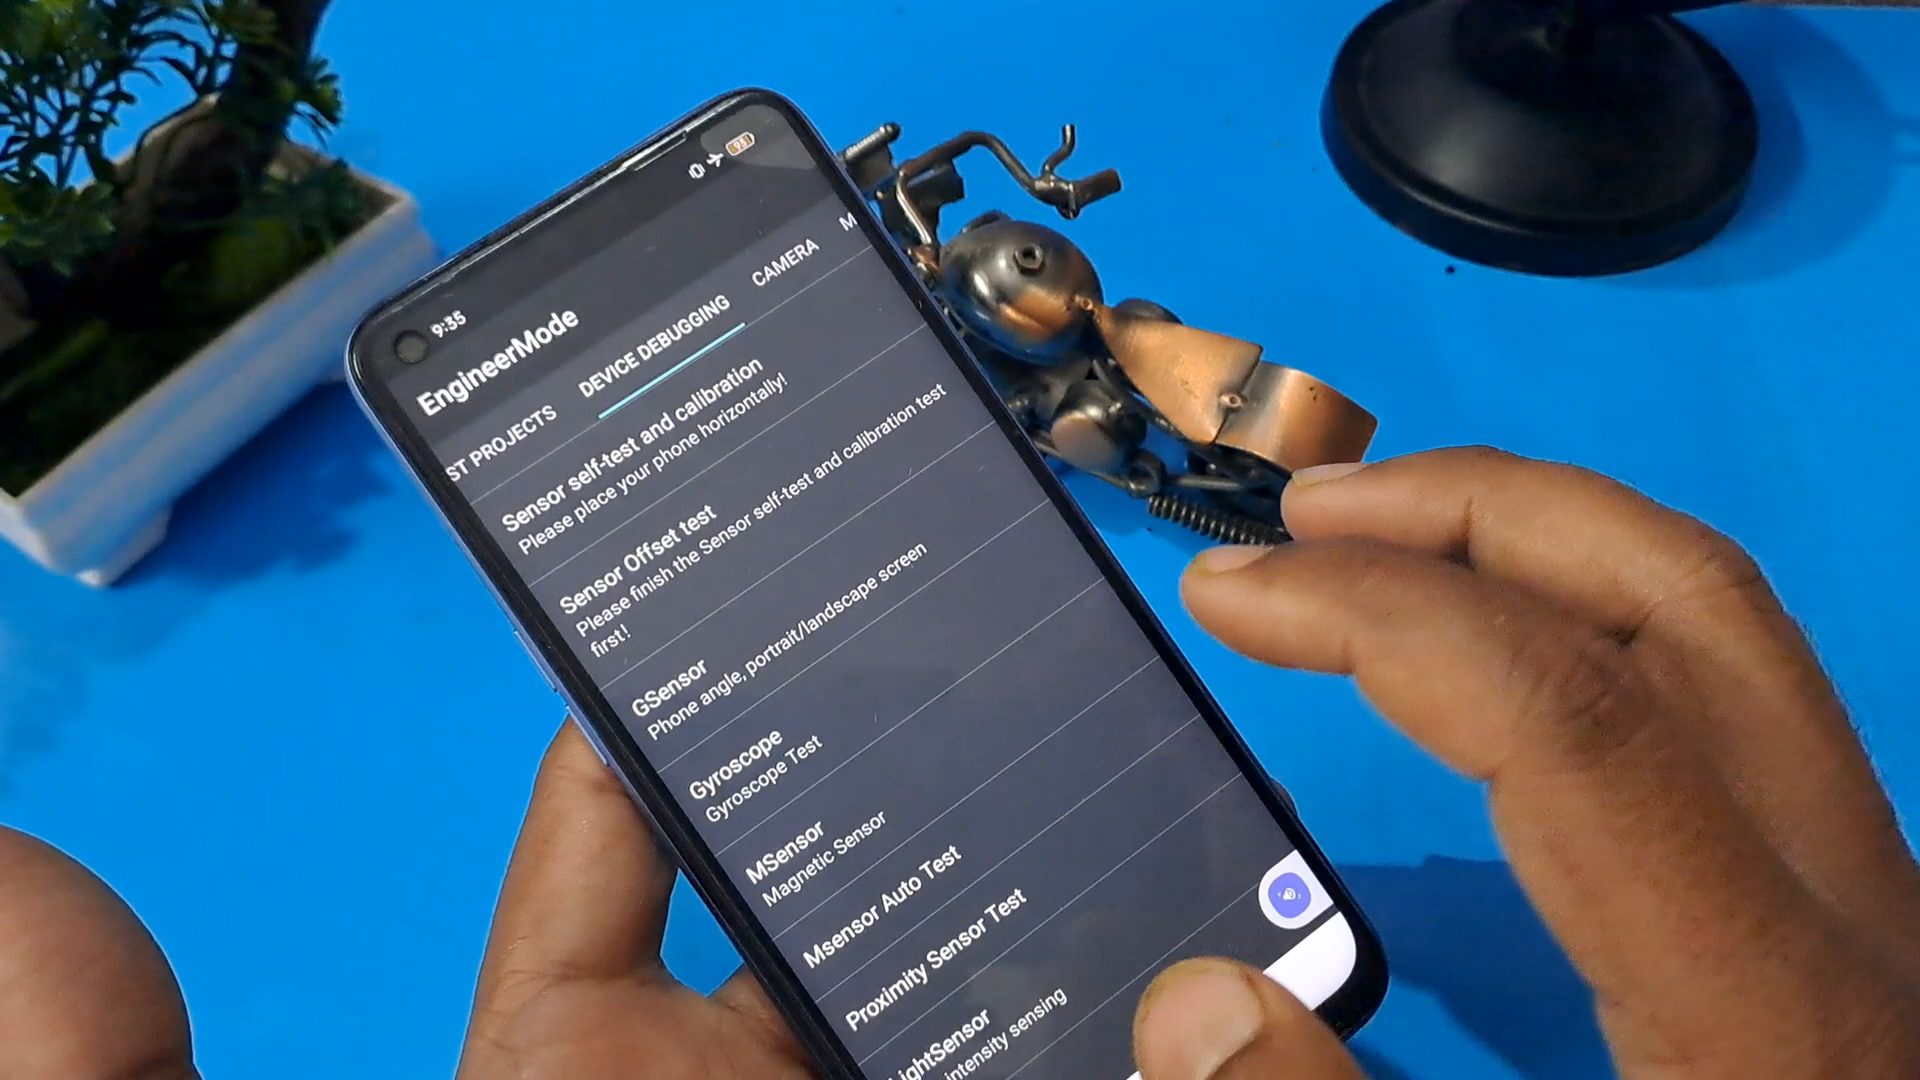 9:35
95
EngineerMode
ST PROJECTS DEVICE DEBUGGING CAMERA M
Sensor self-test and calibration
Please place your phone horizontally!
Sensor Offset test
Please finish the Sensor self-test and calibration test
first!
GSensor
Phone angle, portrait/landscape screen
Gyroscope
Gyroscope Test
MSensor
Magnetic Sensor
Msensor Auto Test
Proximity Sensor Test
ightSensor
intensity sensing